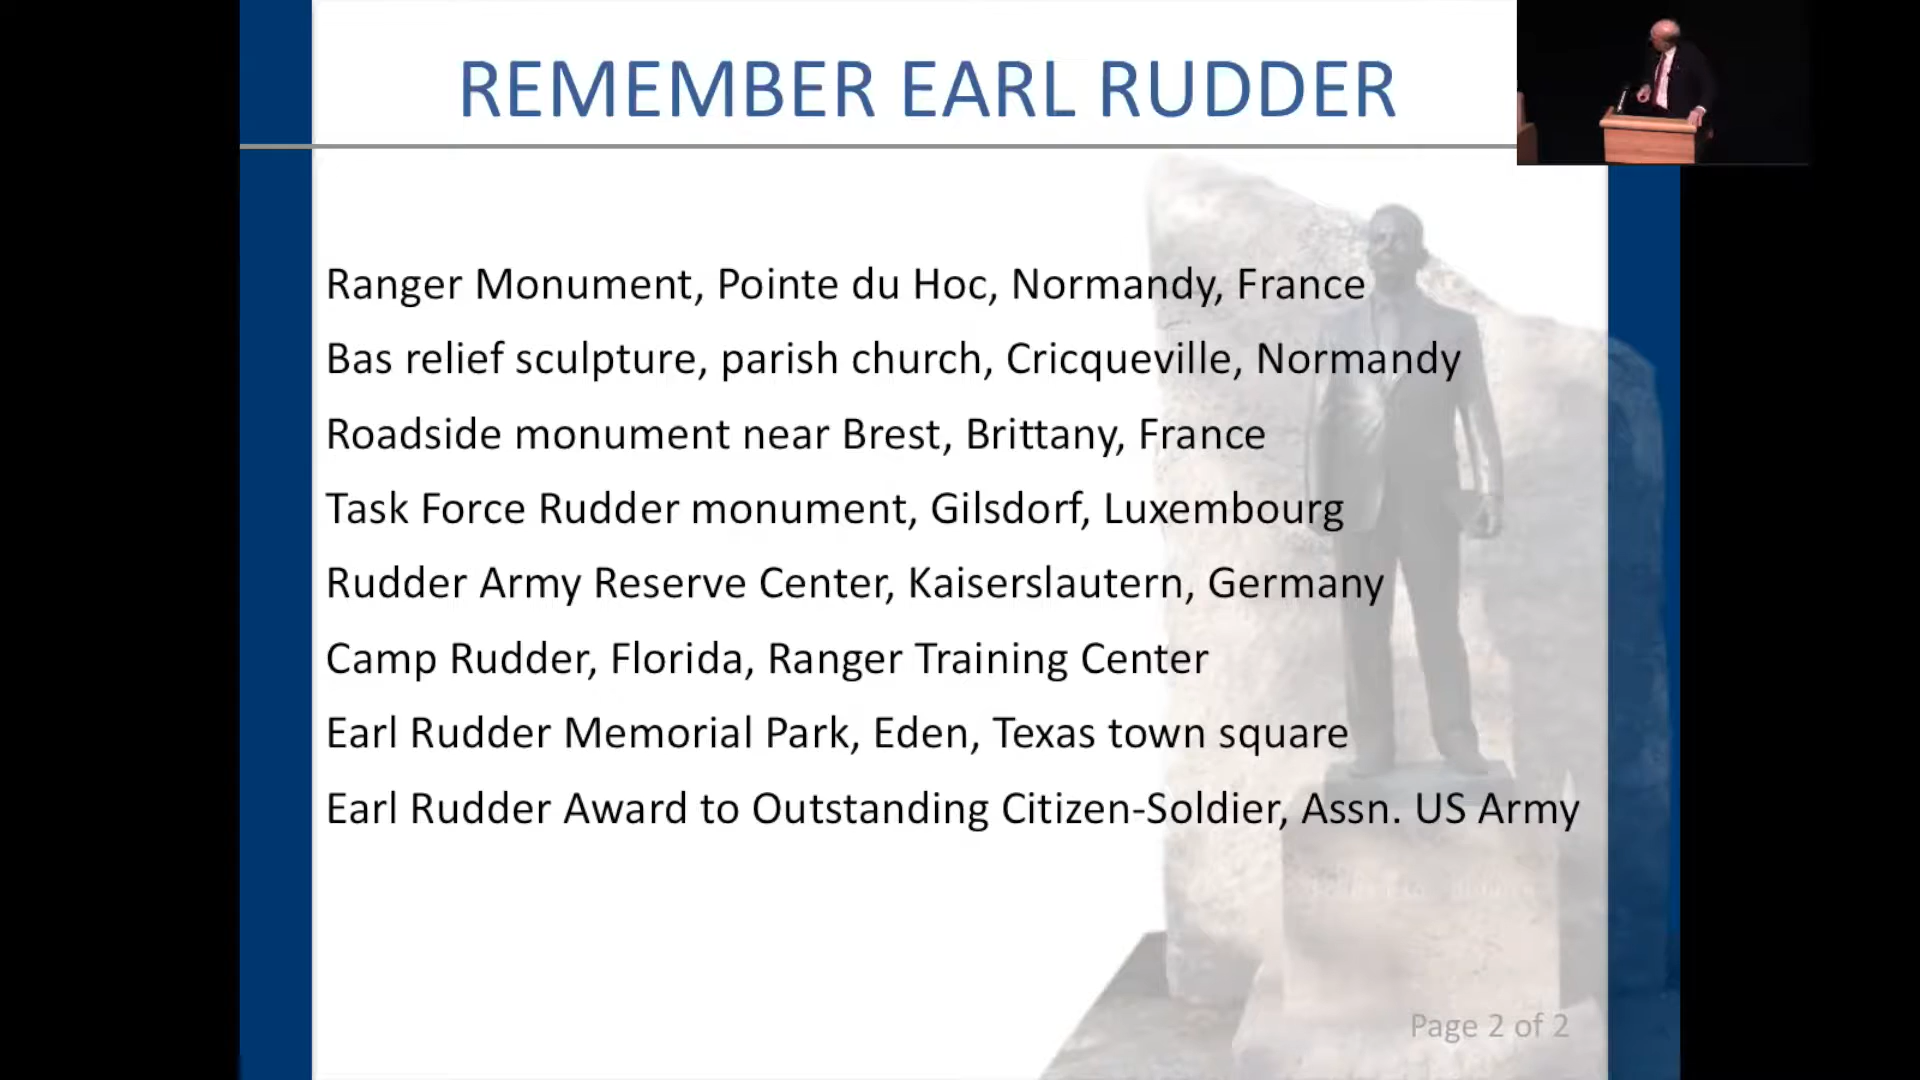 REMEMBER EARL RUDDER
Ranger Monument, Pointe du Hoc, Normandy, France
Bas relief sculpture, parish church, Cricqueville, Normandy
Roadside monument near Brest, Brittany, France
Task Force Rudder monument, Gilsdorf, Luxembourg
Rudder Army Reserve Center, Kaiserslautern, Germany
Camp Rudder, Florida, Ranger Training Center
Earl Rudder Memorial Park, Eden, Texas town square
Earl Rudder Award to Outstanding Citizen-Soldier, Assn. US Army
Page 2 of 2